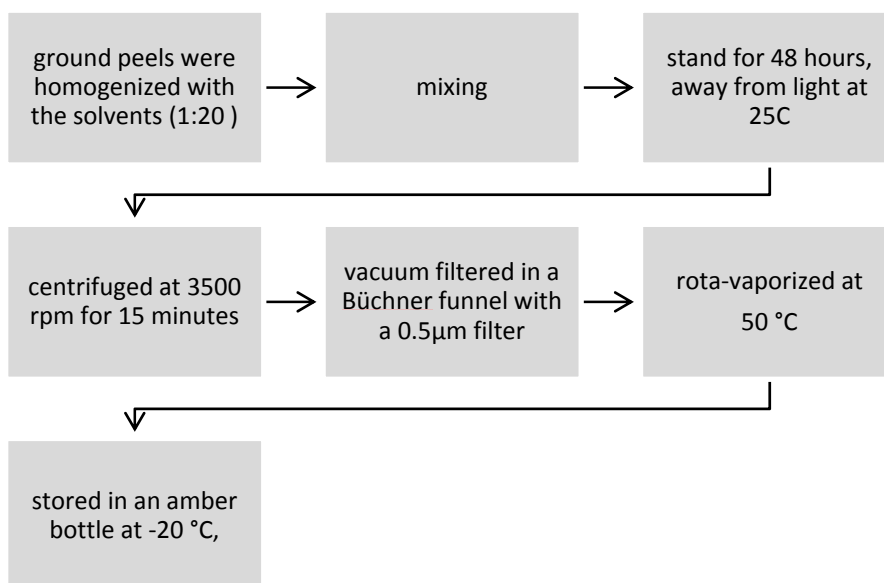 ground peels were
homogenized with
the solvents (1:20 )
mixing
stand for 48 hours,
away from light at
25C
centrifuged at 3500
rpm for 15 minutes
vacuum filtered in a
Büchner funnel with
a 0.5µm filter
rota-vaporized at
50 °C
stored in an amber
bottle at -20 °C,